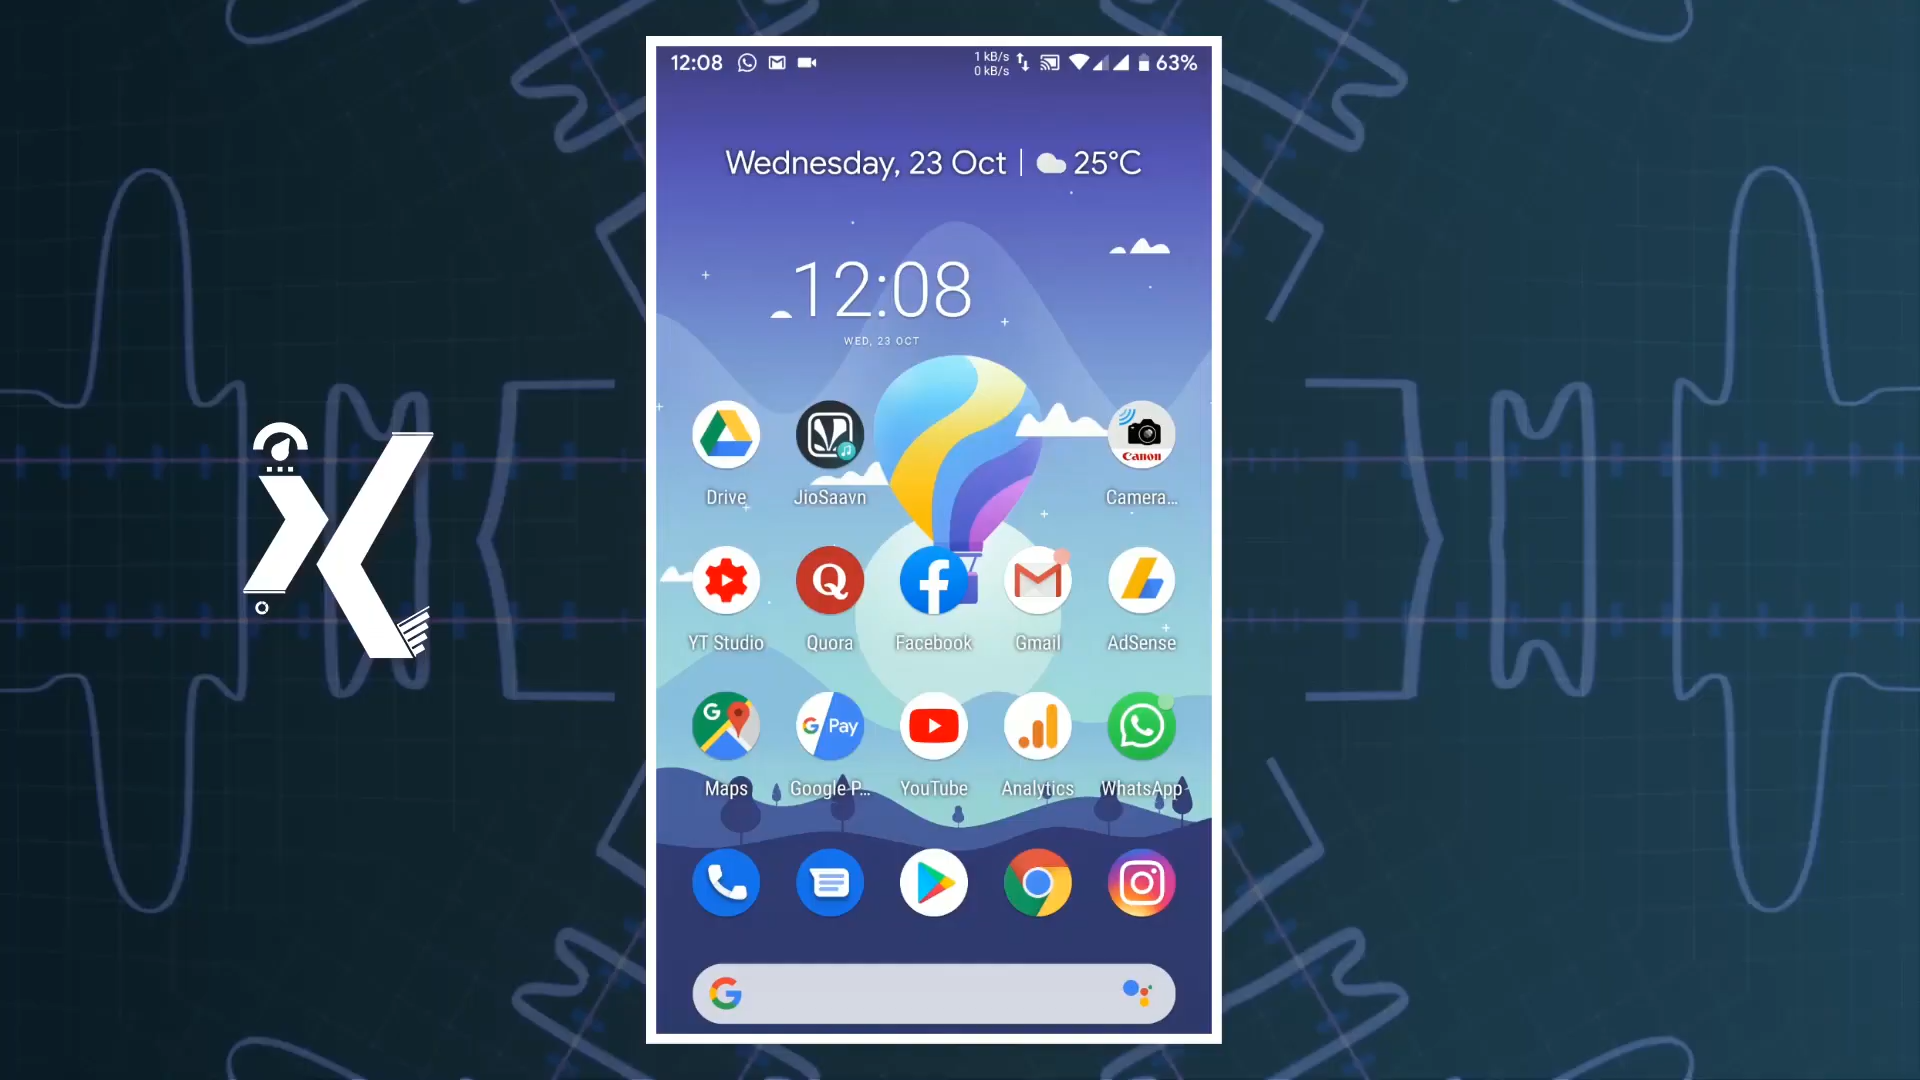 12:08
1 kB/s
0 kB/s
63%
Wednesday, 23 Oct | 25°C
12:08
WED, 23 OCT
Canon
Drive JioSaavn Camera...
Q
YT Studio Quora Facebook Gmail AdSense
G Pay
Maps Google P... YouTube Analytics WhatsApp